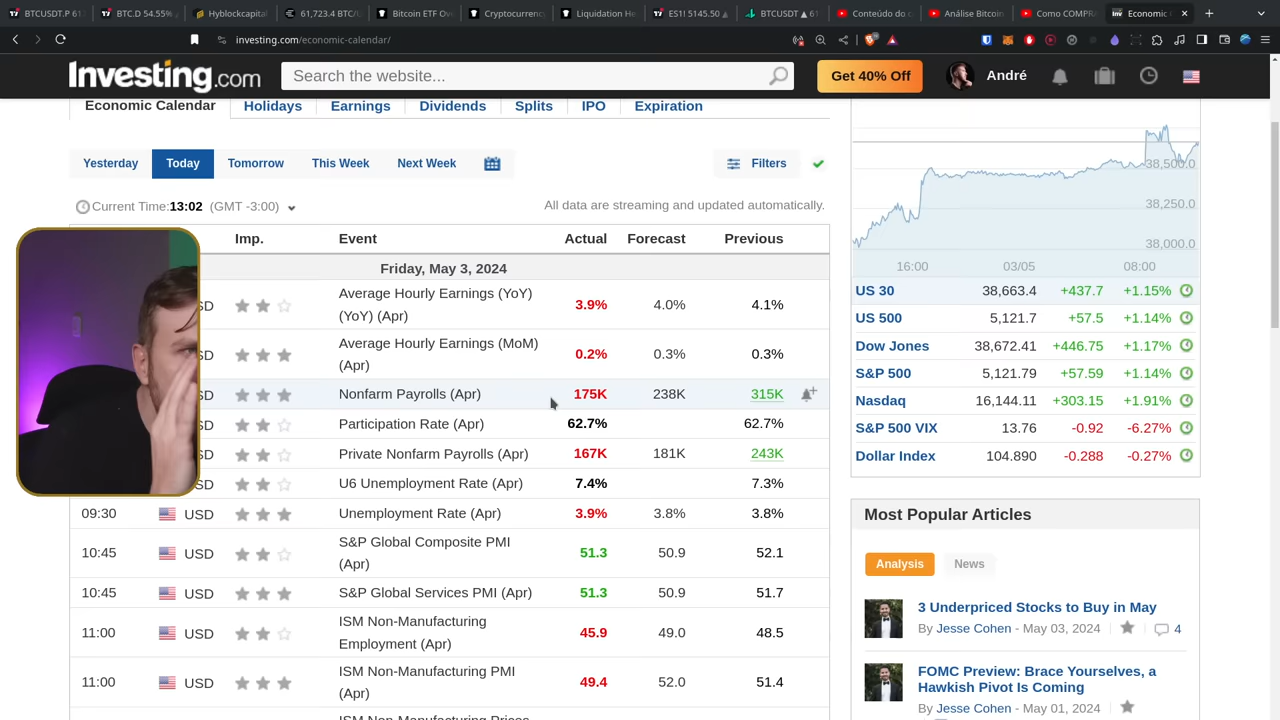 BTCUSDT.P 61.
BTC.D 54.55%
Hyblockcapital
61,723.4 BTC/U
Bitcoin ETF Ov
Cryptocurrency
Liquidation He
ES1! 5145.50
BTCUSDT ▲ 61
Conteúdo do c
Análise Bitcoin
Como COMPRA
Economic
investing.com/economic-calendar/
Investing.com
Search the website...
Get 40% Off
André
Economic Calendar
Holidays
Earnings
Dividends
Splits
IPO
Expiration
Yesterday
Today
Tomorrow
This Week
Next Week
Filters
Current Time:13:02 (GMT -3:00)
All data are streaming and updated automatically.
Imp. Event Actual Forecast Previous
Friday, May 3, 2024
Average Hourly Earnings (YoY)
(YoY) (Apr)
SD 3.9% 4.0% 4.1%
Average Hourly Earnings (MoM)
(Apr)
SD 0.2% 0.3% 0.3%
SD Nonfarm Payrolls (Apr) 175K 238K 315K
SD Participation Rate (Apr) 62.7% 62.7%
SD Private Nonfarm Payrolls (Apr) 167K 181K 243K
SD U6 Unemployment Rate (Apr) 7.4% 7.3%
09:30 USD Unemployment Rate (Apr) 3.9% 3.8% 3.8%
S&P Global Composite PMI
(Apr)
10:45 USD 51.3 50.9 52.1
10:45 USD S&P Global Services PMI (Apr) 51.3 50.9 51.7
ISM Non-Manufacturing
Employment (Apr)
11:00 USD 45.9 49.0 48.5
ISM Non-Manufacturing PMI
(Apr)
11:00 USD 49.4 52.0 51.4
ISM Non-Manufacturing Prices
38,500.0
38,250.0
38,000.0
16:00 03/05 08:00
US 30 38,663.4 +437.7 +1.15%
US 500 5,121.7 +57.5 +1.14%
Dow Jones 38,672.41 +446.75 +1.17%
S&P 500 5,121.79 +57.59 +1.14%
Nasdaq 16,144.11 +303.15 +1.91%
S&P 500 VIX 13.76 -0.92 -6.27%
Dollar Index 104.890 -0.288 -0.27%
Most Popular Articles
Analysis
News
3 Underpriced Stocks to Buy in May
By Jesse Cohen - May 03, 2024 4
FOMC Preview: Brace Yourselves, a
Hawkish Pivot Is Coming
By Jesse Cohen - May 01, 2024